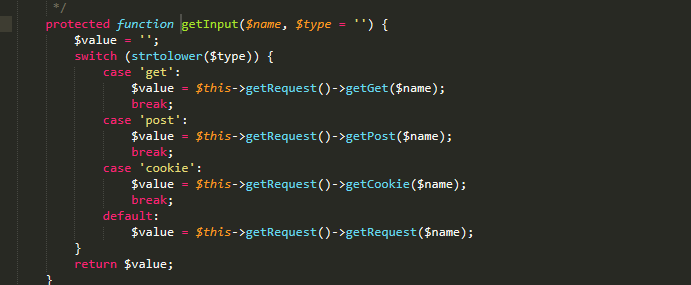 */
protected function getInput($name, $type = '') {
$value = '';
switch (strtolower($type)) {
case 'get':
$value = $this->getRequest()->getGet($name);
break;
case 'post':
$value = $this->getRequest()->getPost($name);
break;
case 'cookie':
$value = $this->getRequest()->getCookie($name);
break;
default:
$value = $this->getRequest()->getRequest($name);
}
return $value;
}